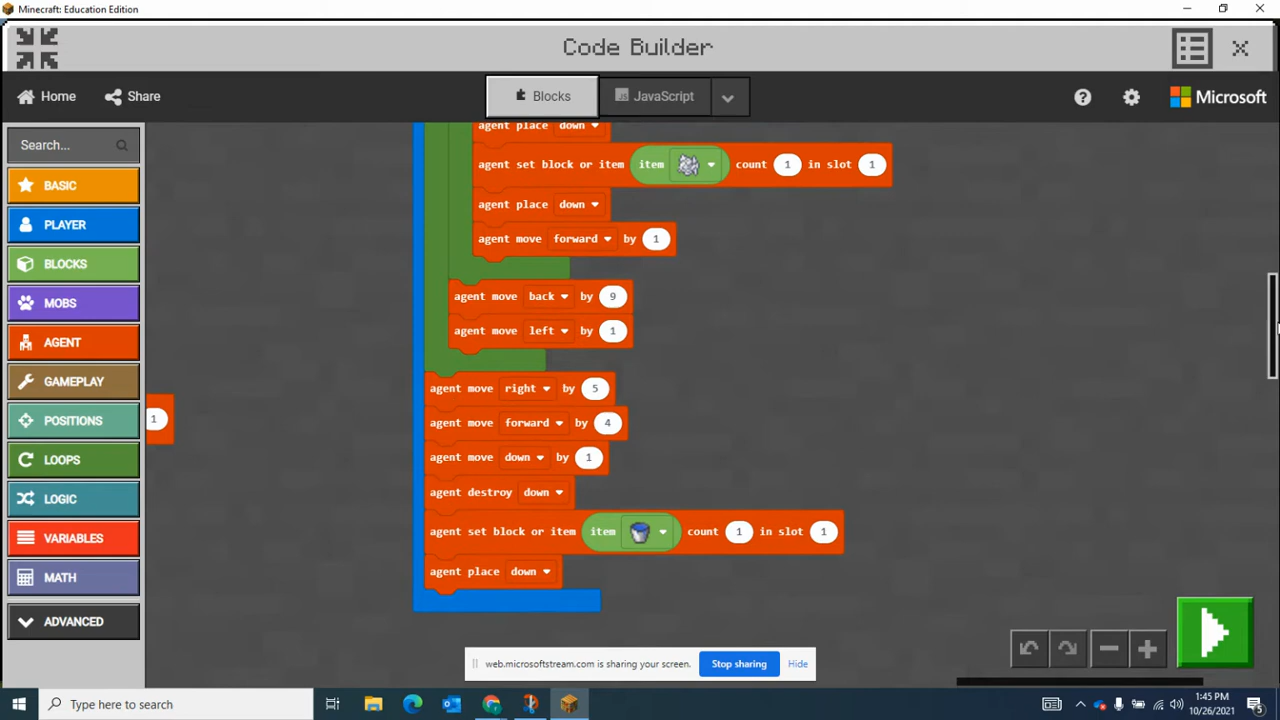 Minecraft: Education Edition
Code Builder
Home
Share
Blocks
JS JavaScript
?
Microsoft
Search...
BASIC
PLAYER
BLOCKS
MOBS
AGENT
GAMEPLAY
POSITIONS
LOOPS
LOGIC
VARIABLES
MATH
ADVANCED
1
agent place down
agent set block or item item count 1 in slot 1
agent place down
agent move forward by 1
agent move back by 9
agent move left by 1
agent move right by 5
agent move forward by 4
agent move down by 1
agent destroy down
agent set block or item item count 1 in slot 1
agent place down
web.microsoftstream.com is sharing your screen. Stop sharing Hide
Type here to search
1:45 PM
10/26/2021
5